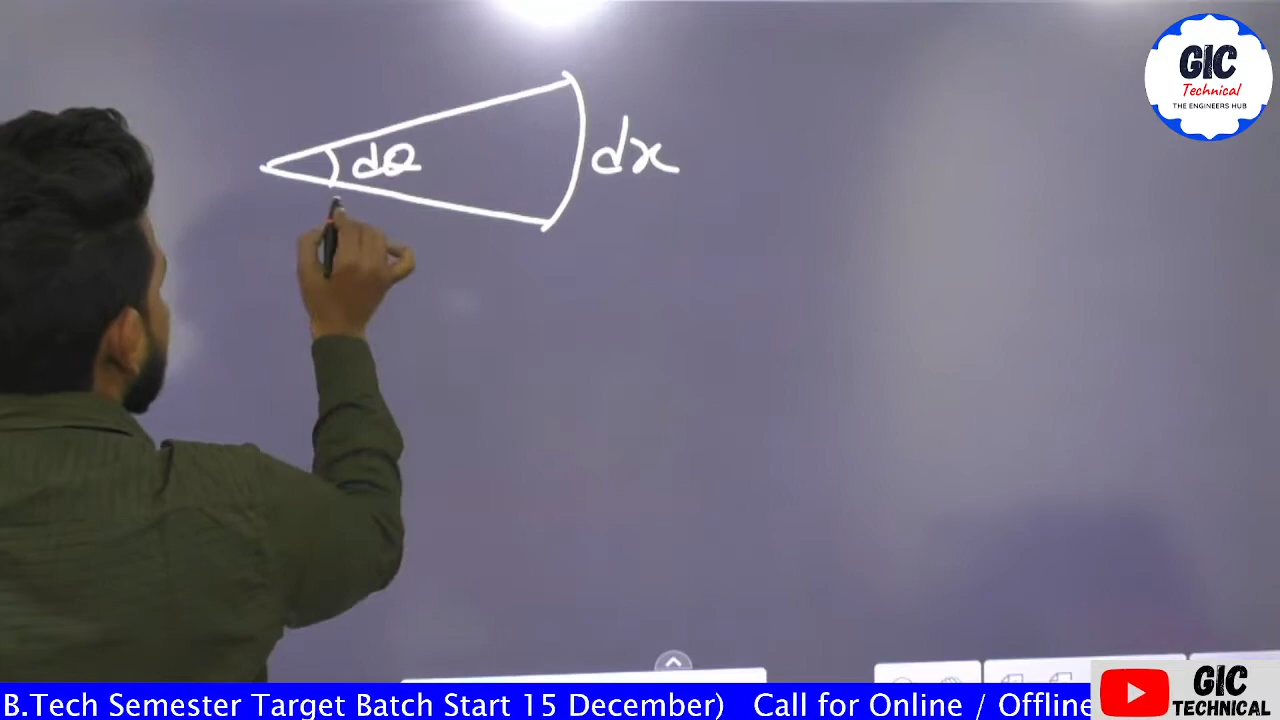 GIC
Technical
THE ENGINEERS HUB
dθ
dx
B.Tech Semester Target Batch Start 15 December) Call for Online / Offline
GIC
TECHNICAL